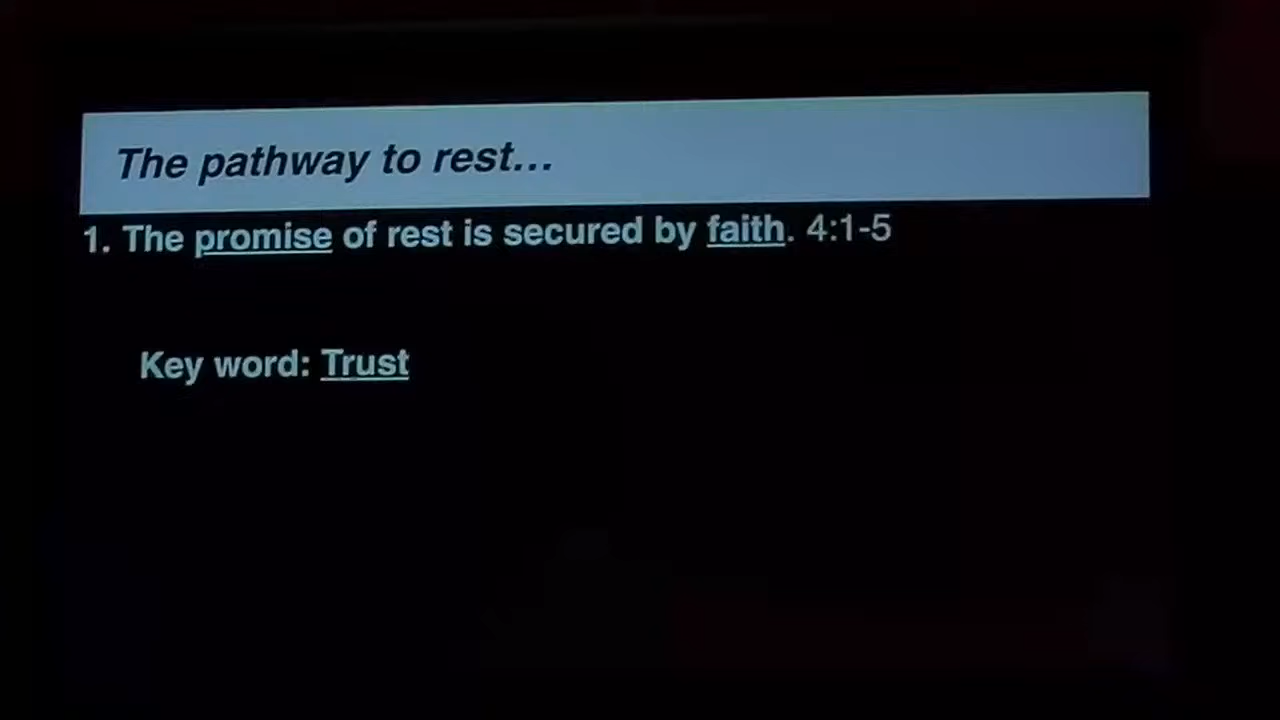 The pathway to rest...
1. The promise of rest is secured by faith. 4:1-5
Key word: Trust